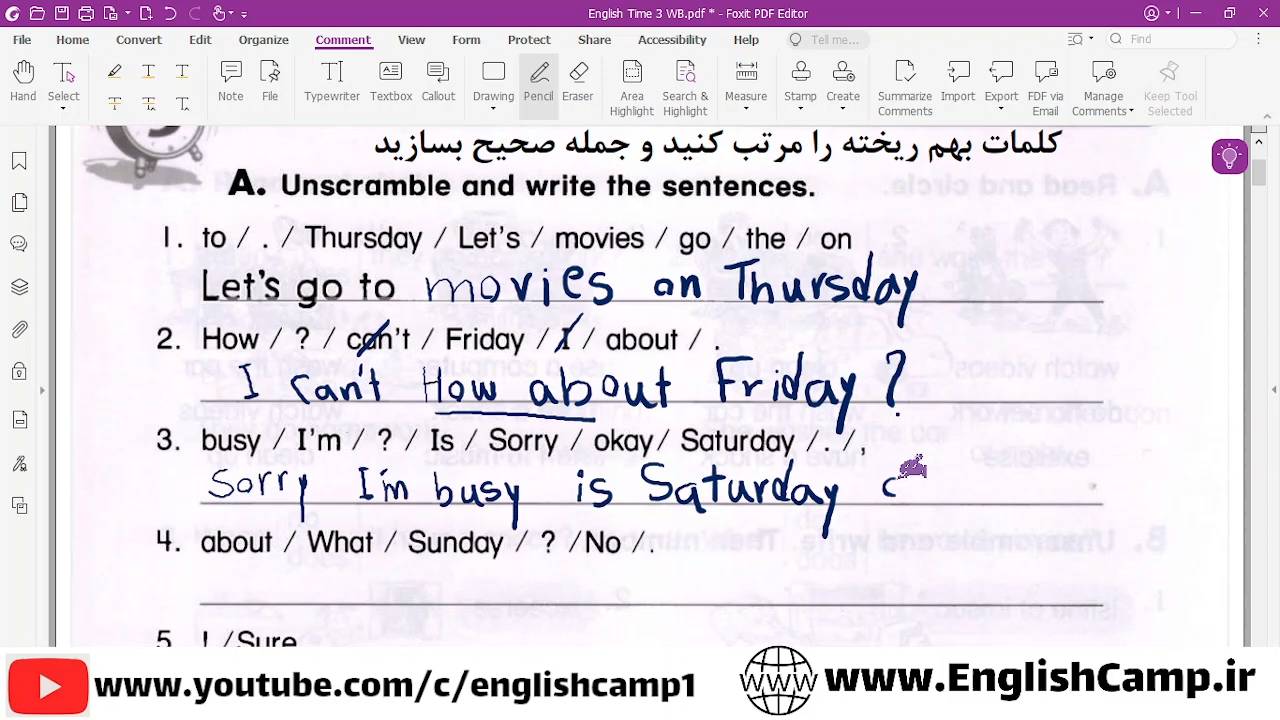 English Time 3 WB.pdf * - Foxit PDF Editor
File Home Convert Edit Organize Comment View Form Protect Share Accessibility Help Tell me... Find
Hand Select Note File Typewriter Textbox Callout Drawing Pencil Eraser Area Highlight Search & Highlight Measure Stamp Create Summarize Comments Import Export PDF via Email Manage Comments Keep Tool Selected
کلمات بهم ریخته را مرتب کنید و جمله صحیح بسازید
A. Unscramble and write the sentences.
1. to / . / Thursday / Let's / movies / go / the / on
Let's go to movies on Thursday
2. How / ? / can't / Friday / I / about / .
I can't How about Friday ?
3. busy / I'm / ? / Is / Sorry / okay / Saturday / . / ,
Sorry I'm busy is Saturday
4. about / What / Sunday / ? / No / .
5. ! / Sure
www.youtube.com/c/englishcamp1
WWW
www.EnglishCamp.ir